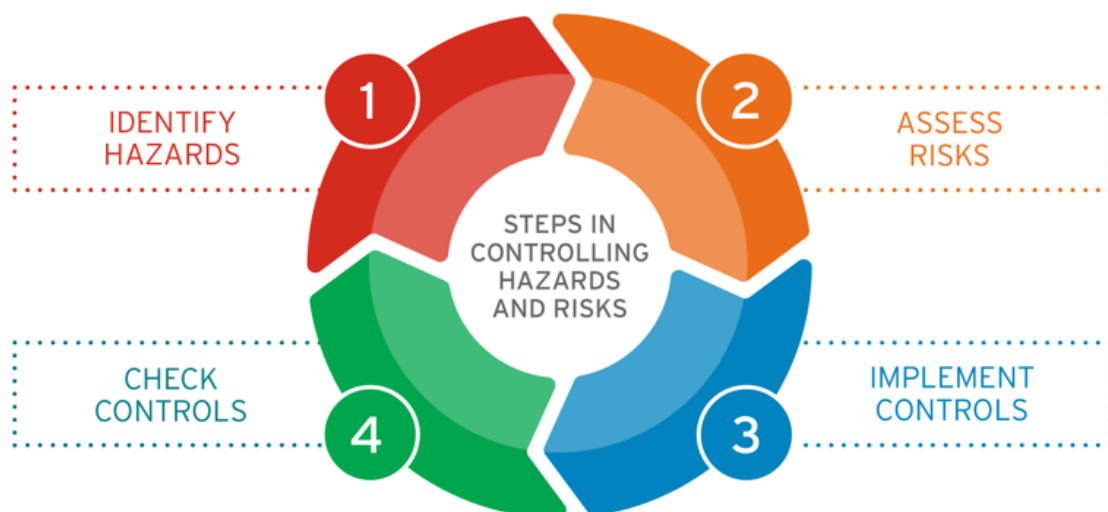 1
IDENTIFY
HAZARDS
2
ASSESS
RISKS
STEPS IN
CONTROLLING
HAZARDS
AND RISKS
3
IMPLEMENT
CONTROLS
4
CHECK
CONTROLS